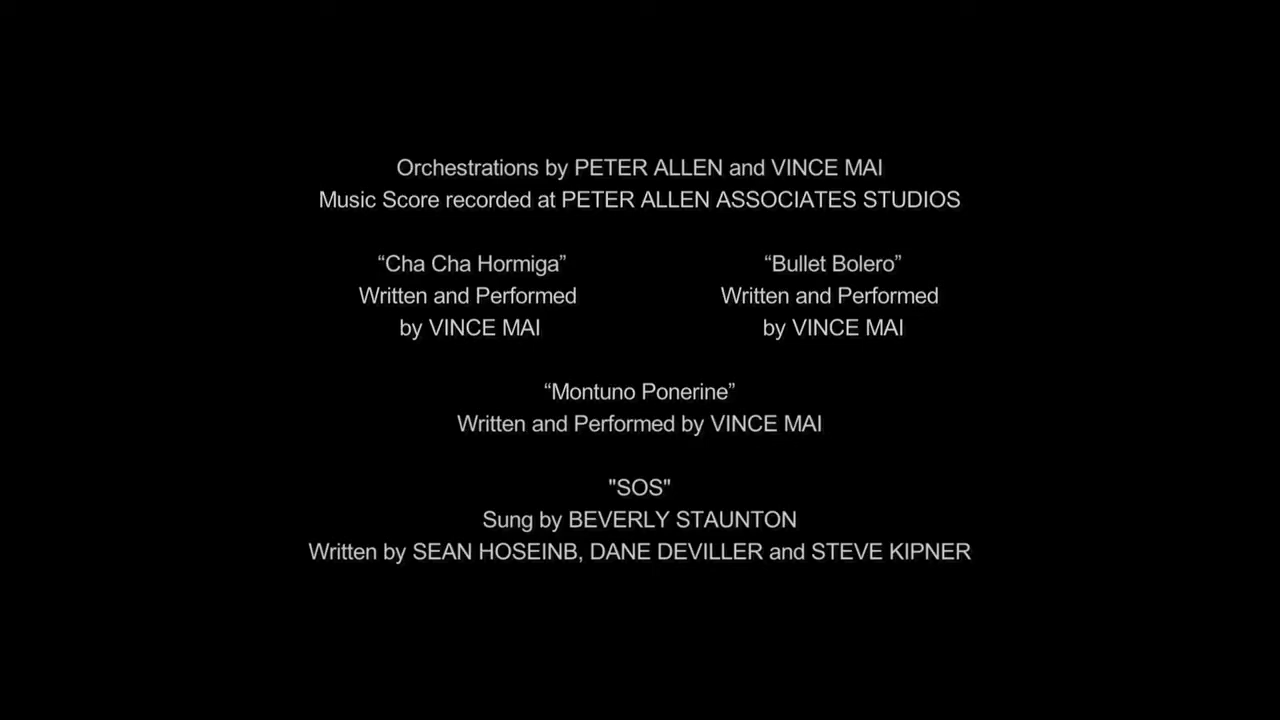 Orchestrations by PETER ALLEN and VINCE MAI
Music Score recorded at PETER ALLEN ASSOCIATES STUDIOS
“Cha Cha Hormiga”
Written and Performed
by VINCE MAI
“Bullet Bolero”
Written and Performed
by VINCE MAI
“Montuno Ponerine”
Written and Performed by VINCE MAI
"SOS"
Sung by BEVERLY STAUNTON
Written by SEAN HOSEINB, DANE DEVILLER and STEVE KIPNER